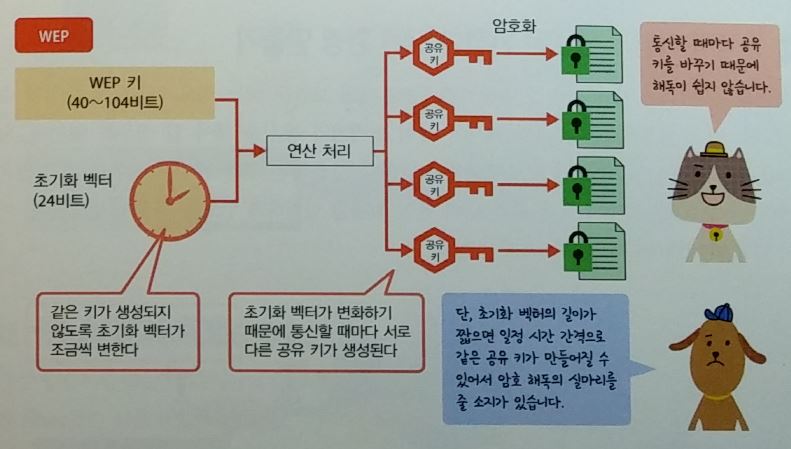 WEP
WEP 키
(40~104비트)
초기화 벡터
(24비트)
연산 처리
암호화
공유
키
공유
키
공유
키
공유
키
통신할 때마다 공유
키를 바꾸기 때문에
해독이 쉽지 않습니다.
같은 키가 생성되지
않도록 초기화 벡터가
조금씩 변한다
초기화 벡터가 변화하기
때문에 통신할 때마다 서로
다른 공유 키가 생성된다
단, 초기화 벡터의 길이가
짧으면 일정 시간 간격으로
같은 공유 키가 만들어질 수
있어서 암호 해독의 실마리를
줄 소지가 있습니다.